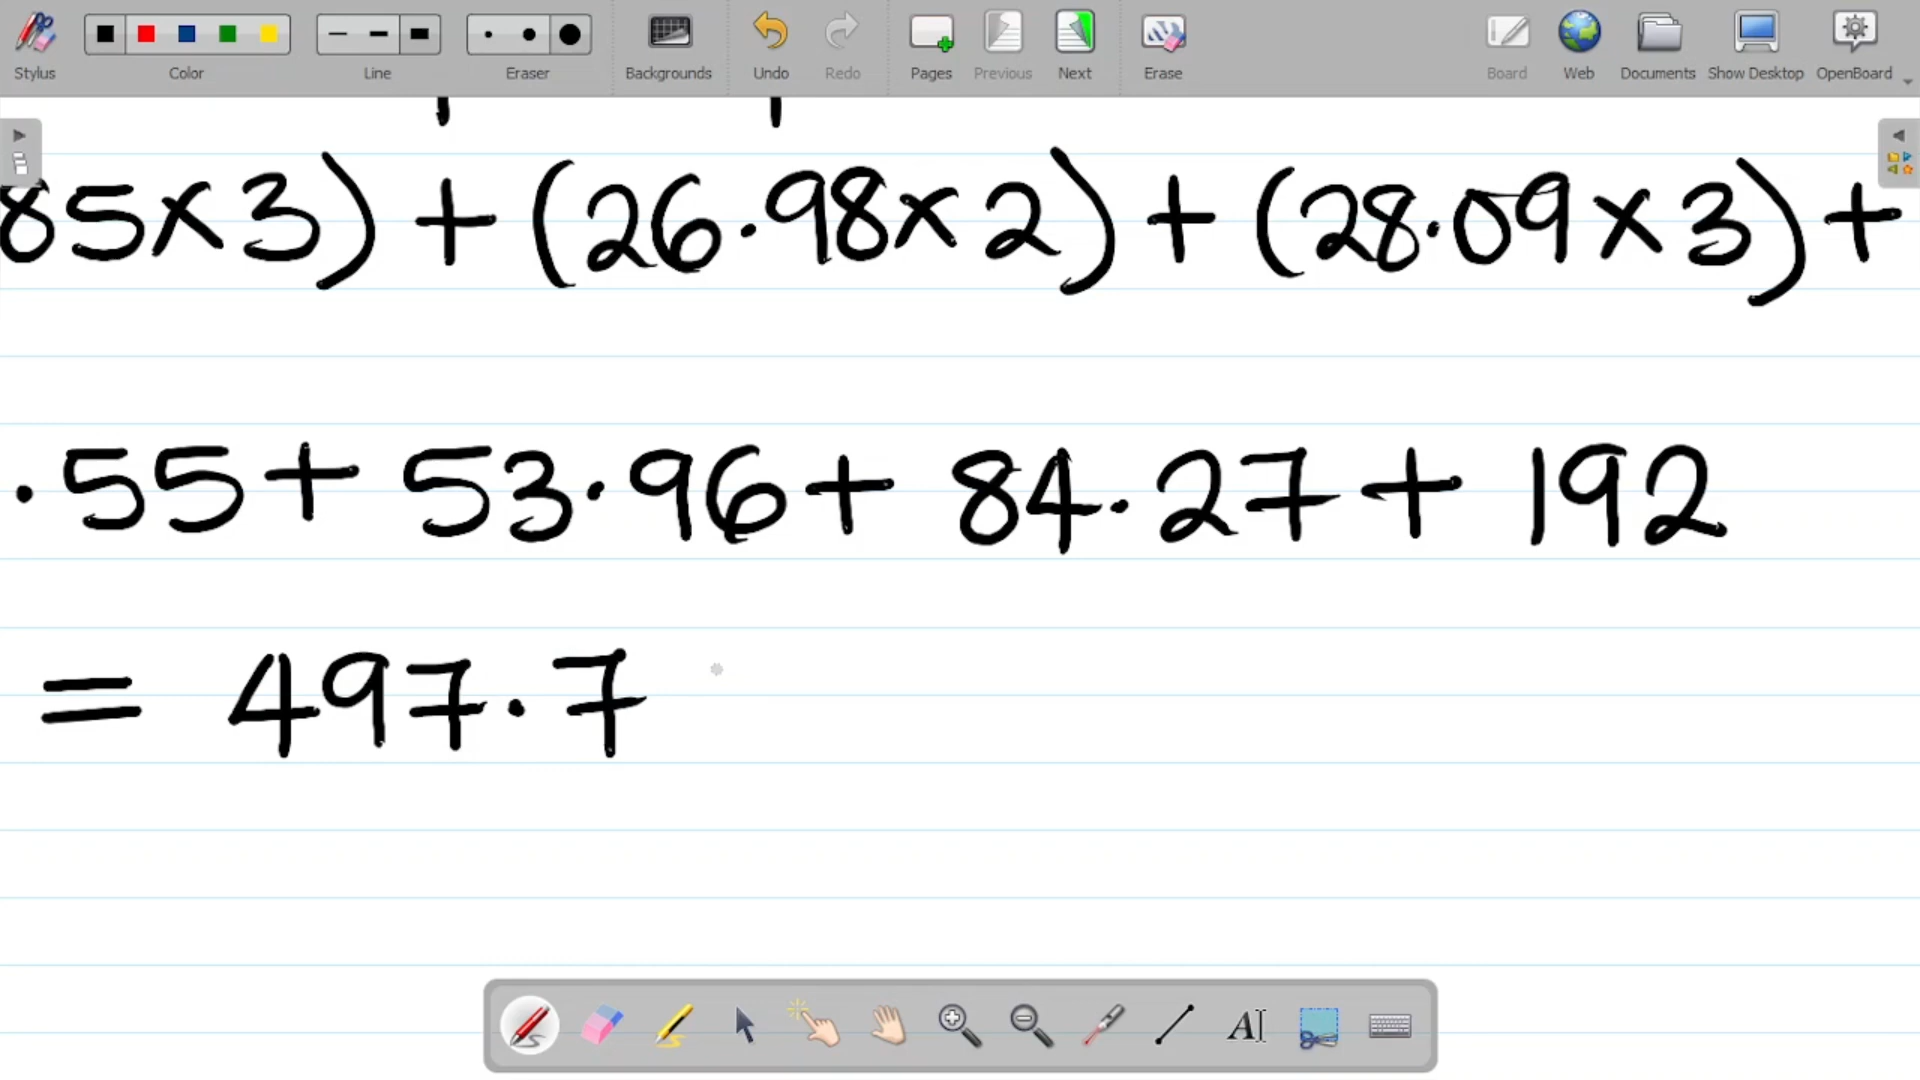 Stylus Color Line Eraser Backgrounds Undo Redo Pages Previous Next Erase Board Web Documents Show Desktop OpenBoard
85×3) + (26.98×2) + (28.09×3) +
.55 + 53.96 + 84.27 + 192
= 497.7
AI